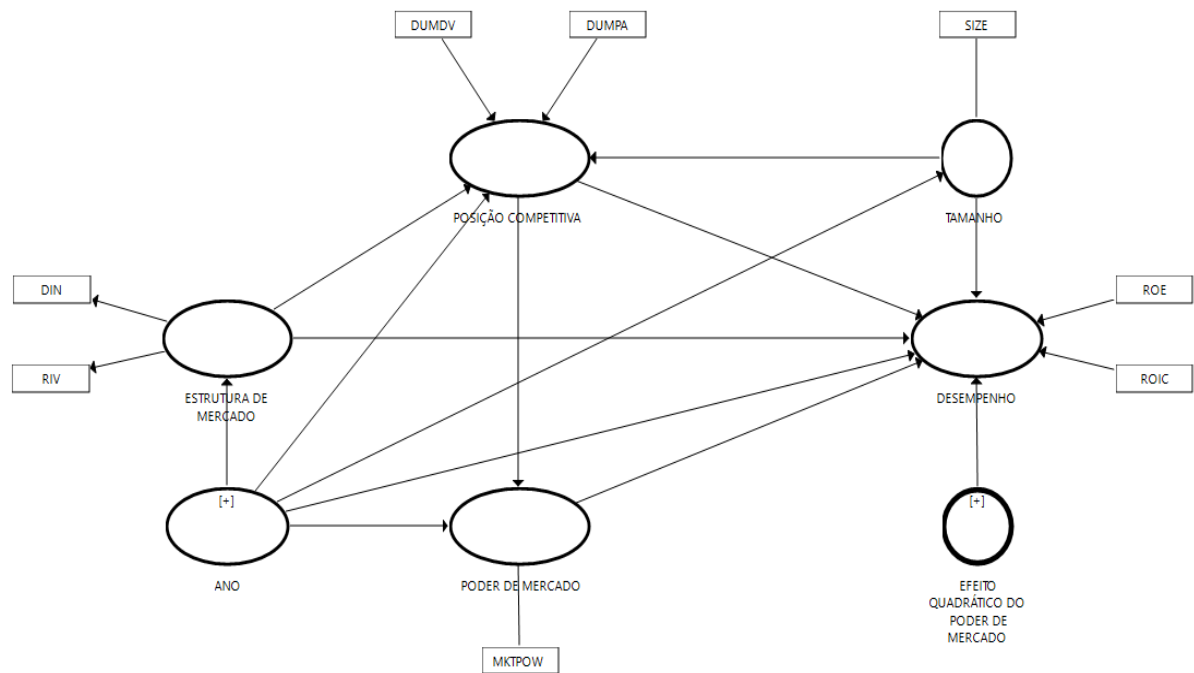 DUMDV
DUMPA
SIZE
POSIÇÃO COMPETITIVA
TAMANHO
DIN
ROE
RIV
ROIC
ESTRUTURA DE
MERCADO
DESEMPENHO
[+]
[+]
ANO
PODER DE MERCADO
EFEITO
QUADRÁTICO DO
PODER DE
MERCADO
MKTPOW